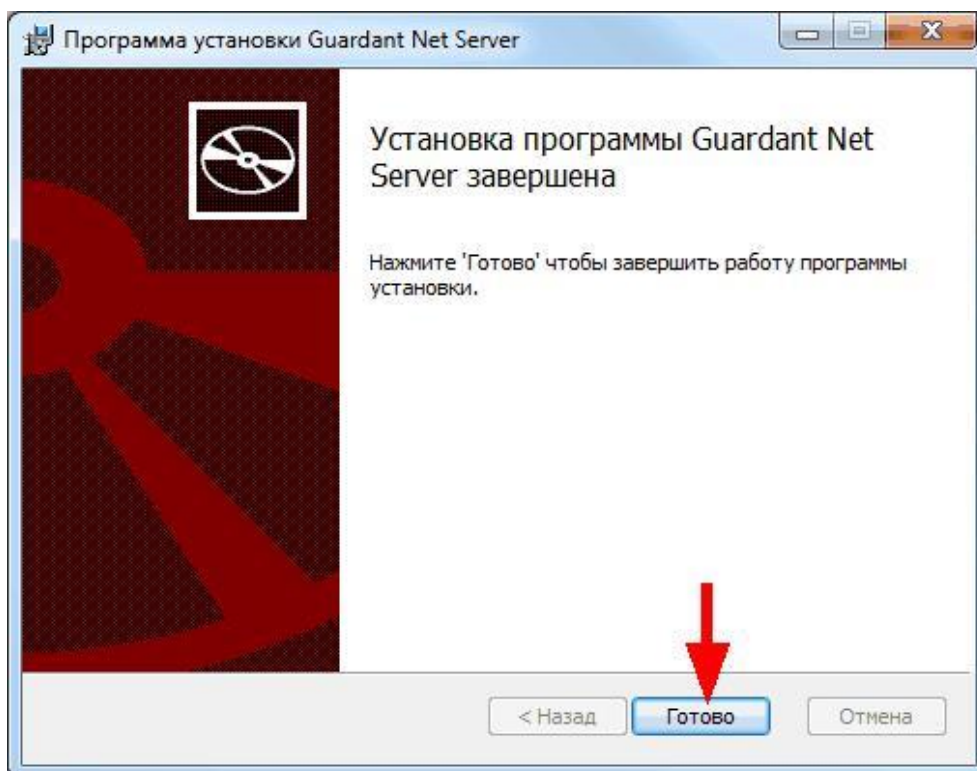 Программа установки Guardant Net Server
Установка программы Guardant Net
Server завершена
Нажмите 'Готово' чтобы завершить работу программы
установки.
< Назад
Готово
Отмена